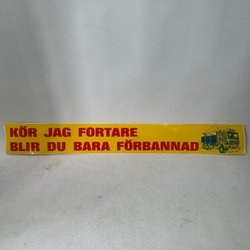 KÖR JAG FORTARE
BLIR DU BARA FÖRBANNAD